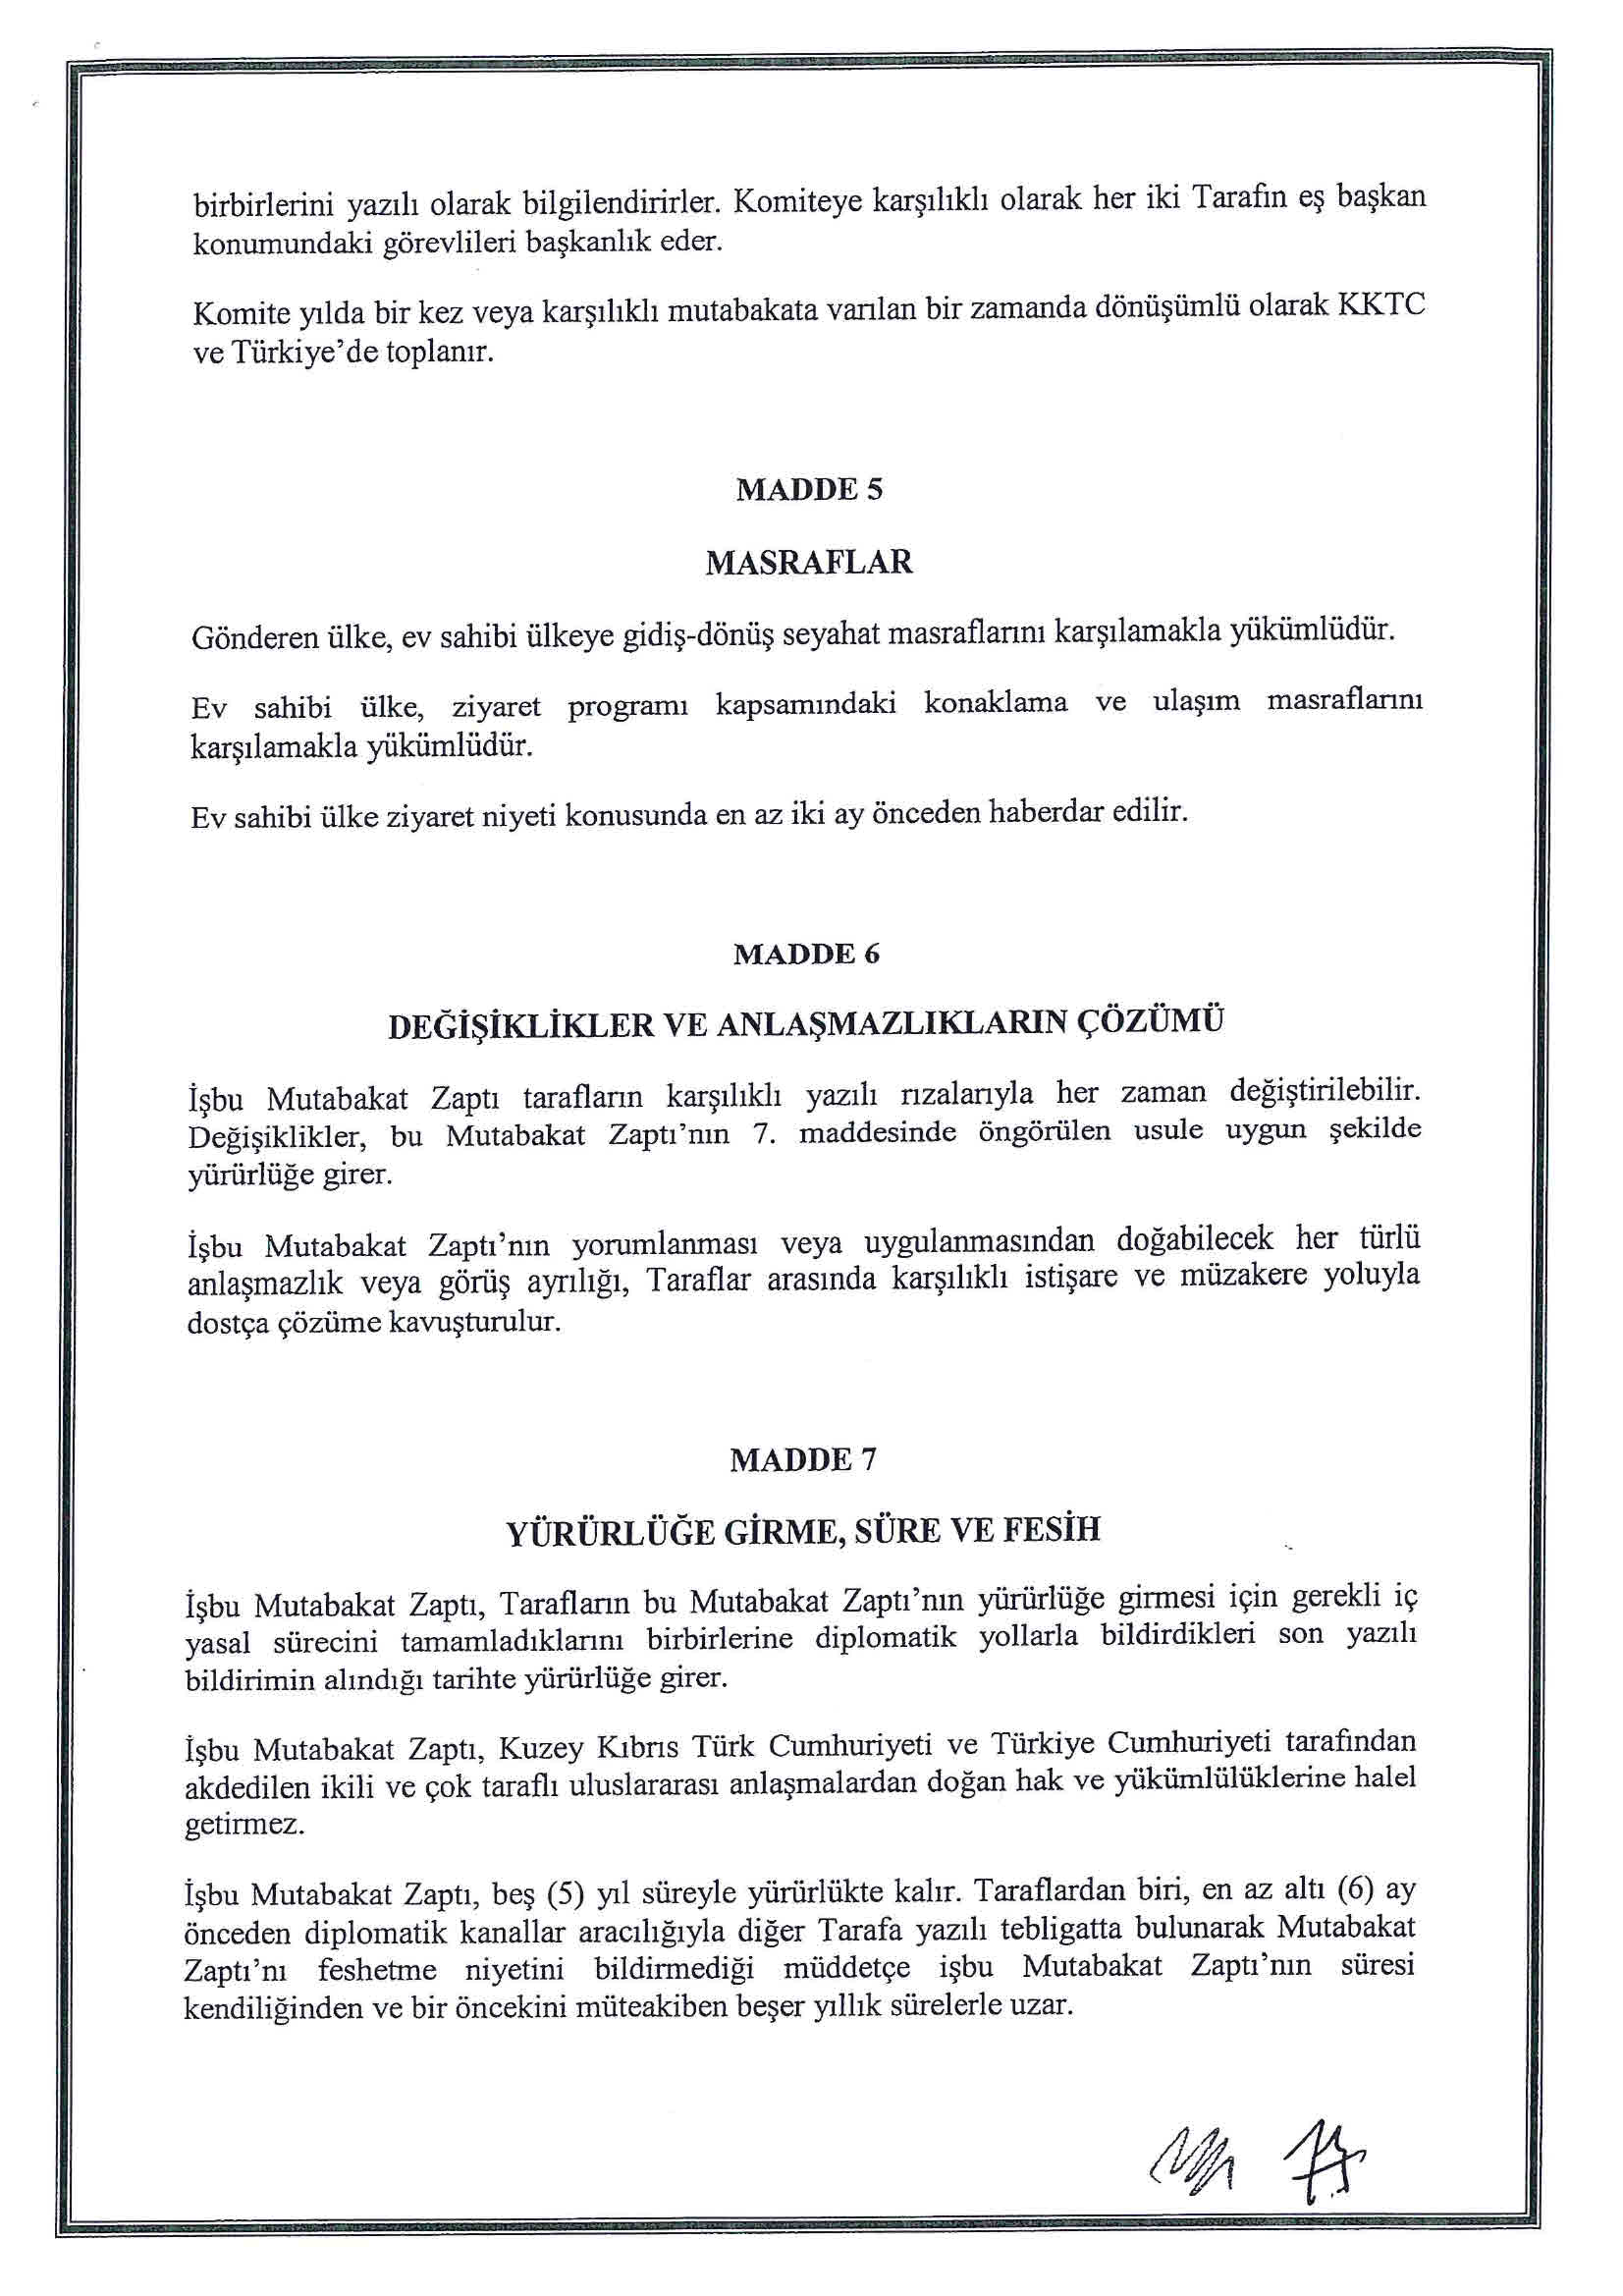 birbirlerini yazılı olarak bilgilendirirler. Komiteye karşılıklı olarak her iki Tarafın eş başkan
konumundaki görevlileri başkanlık eder.
Komite yılda bir kez veya karşılıklı mutabakata varılan bir zamanda dönüşümlü olarak KKTC
ve Türkiye’de toplanır.
MADDE 5
MASRAFLAR
Gönderen ülke, ev sahibi ülkeye gidiş-dönüş seyahat masraflarını karşılamakla yükümlüdür.
Ev sahibi ülke, ziyaret programı kapsamındaki konaklama ve ulaşım masraflarını
karşılamakla yükümlüdür.
Ev sahibi ülke ziyaret niyeti konusunda en az iki ay önceden haberdar edilir.
MADDE 6
DEĞİŞİKLİKLER VE ANLAŞMAZLIKLARIN ÇÖZÜMÜ
İşbu Mutabakat Zaptı tarafların karşılıklı yazılı rızalarıyla her zaman değiştirilebilir.
Değişiklikler, bu Mutabakat Zaptı’nın 7. maddesinde öngörülen usule uygun şekilde
yürürlüğe girer.
İşbu Mutabakat Zaptı’nın yorumlanması veya uygulanmasından doğabilecek her türlü
anlaşmazlık veya görüş ayrılığı, Taraflar arasında karşılıklı istişare ve müzakere yoluyla
dostça çözüme kavuşturulur.
MADDE 7
YÜRÜRLÜĞE GİRME, SÜRE VE FESİH
İşbu Mutabakat Zaptı, Tarafların bu Mutabakat Zaptı’nın yürürlüğe girmesi için gerekli iç
yasal sürecini tamamladıklarını birbirlerine diplomatik yollarla bildirdikleri son yazılı
bildirimin alındığı tarihte yürürlüğe girer.
İşbu Mutabakat Zaptı, Kuzey Kıbrıs Türk Cumhuriyeti ve Türkiye Cumhuriyeti tarafından
akdedilen ikili ve çok taraflı uluslararası anlaşmalardan doğan hak ve yükümlülüklerine halel
getirmez.
İşbu Mutabakat Zaptı, beş (5) yıl süreyle yürürlükte kalır. Taraflardan biri, en az altı (6) ay
önceden diplomatik kanallar aracılığıyla diğer Tarafa yazılı tebligatta bulunarak Mutabakat
Zaptı’nı feshetme niyetini bildirmediği müddetçe işbu Mutabakat Zaptı’nın süresi
kendiliğinden ve bir öncekini müteakiben beşer yıllık sürelerle uzar.